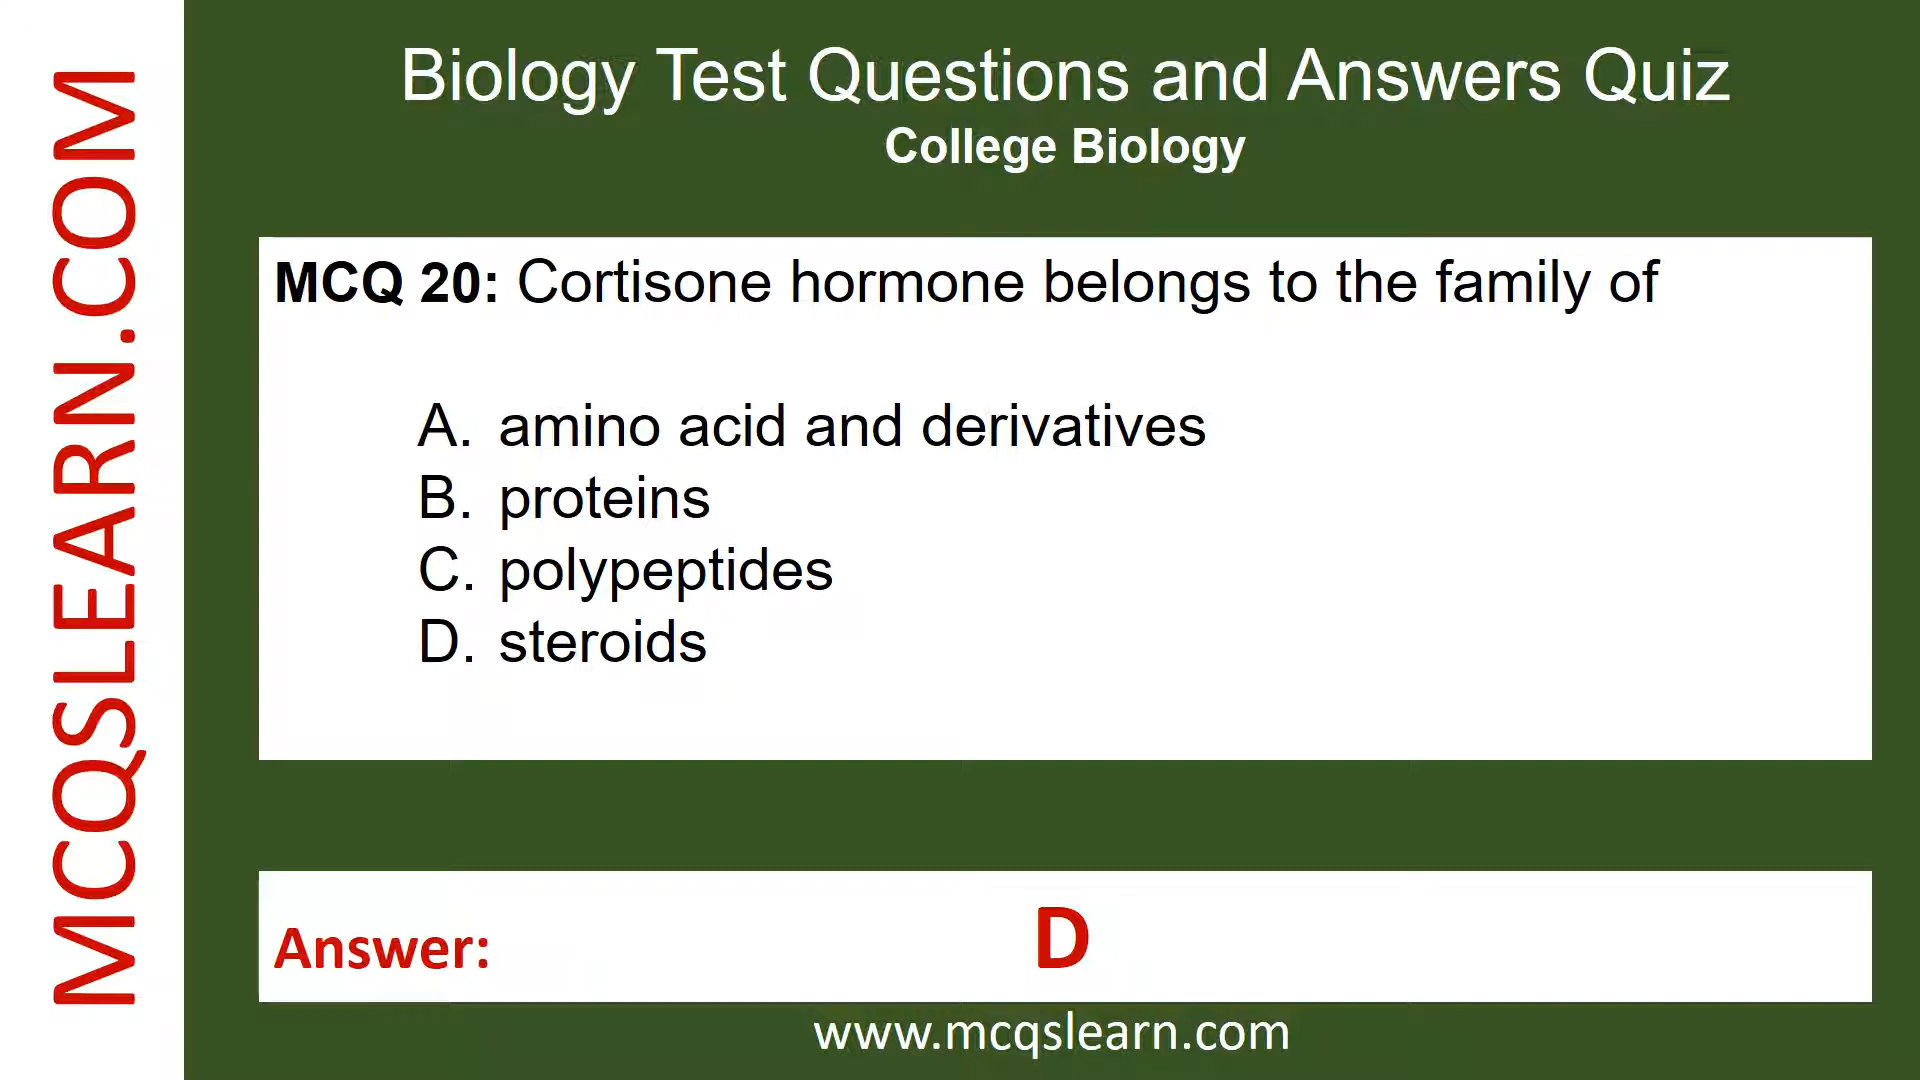 MCQSLEARN.COM
Biology Test Questions and Answers Quiz
College Biology
MCQ 20: Cortisone hormone belongs to the family of
A. amino acid and derivatives
B. proteins
C. polypeptides
D. steroids
Answer: D
www.mcqslearn.com